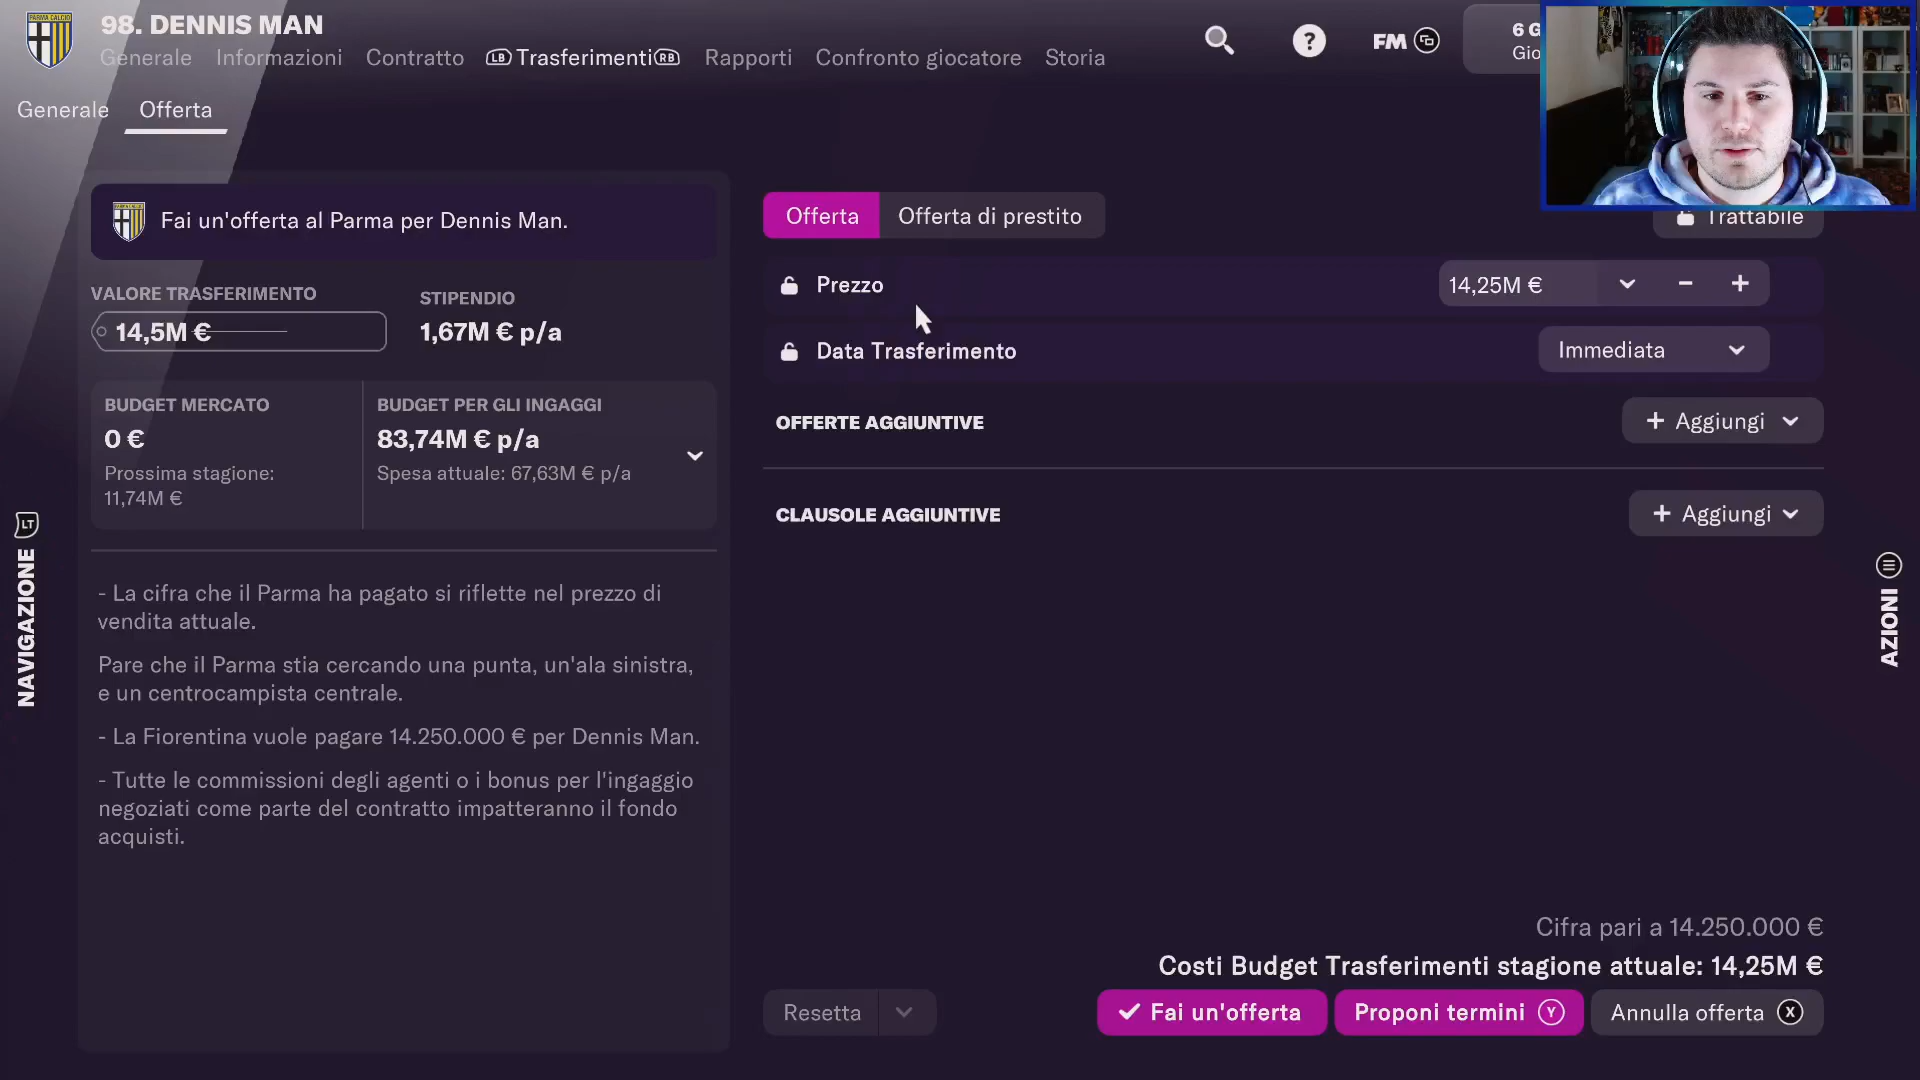 98. DENNIS MAN
Generale Informazioni Contratto LB Trasferimenti RB Rapporti Confronto giocatore Storia
? FM 6 G
Gio
Generale Offerta
PARMA CALCIO
Fai un'offerta al Parma per Dennis Man.
VALORE TRASFERIMENTO
14,5M €
STIPENDIO
1,67M € p/a
BUDGET MERCATO
0 €
Prossima stagione:
11,74M €
BUDGET PER GLI INGAGGI
83,74M € p/a
Spesa attuale: 67,63M € p/a
- La cifra che il Parma ha pagato si riflette nel prezzo di
vendita attuale.
Pare che il Parma stia cercando una punta, un'ala sinistra,
e un centrocampista centrale.
- La Fiorentina vuole pagare 14.250.000 € per Dennis Man.
- Tutte le commissioni degli agenti o i bonus per l'ingaggio
negoziati come parte del contratto impatteranno il fondo
acquisti.
Offerta Offerta di prestito Trattabile
Prezzo 14,25M € − +
Data Trasferimento Immediata
OFFERTE AGGIUNTIVE + Aggiungi
CLAUSOLE AGGIUNTIVE + Aggiungi
Cifra pari a 14.250.000 €
Costi Budget Trasferimenti stagione attuale: 14,25M €
Resetta Fai un'offerta Proponi termini Y Annulla offerta X
LT NAVIGAZIONE
AZIONI